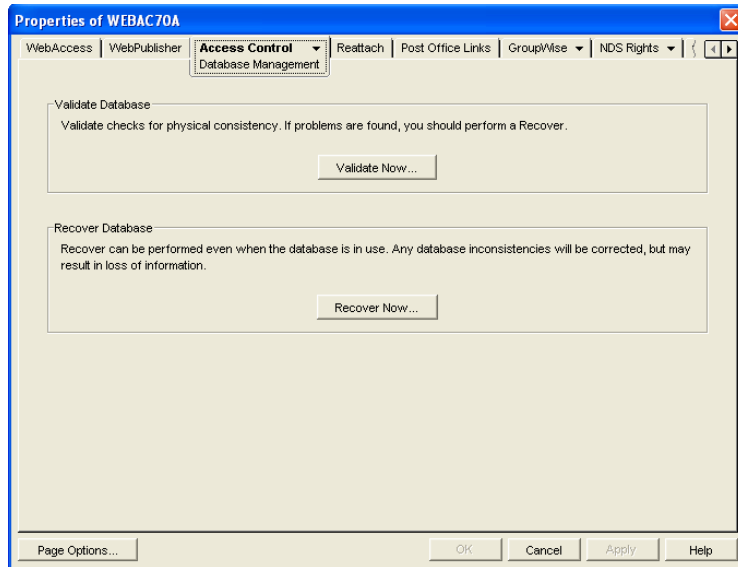 Properties of WEBAC70A
WebAccess WebPublisher Access Control Reattach Post Office Links GroupWise NDS Rights
Database Management
Validate Database
Validate checks for physical consistency. If problems are found, you should perform a Recover.
Validate Now...
Recover Database
Recover can be performed even when the database is in use. Any database inconsistencies will be corrected, but may
result in loss of information.
Recover Now...
Page Options... OK Cancel Apply Help